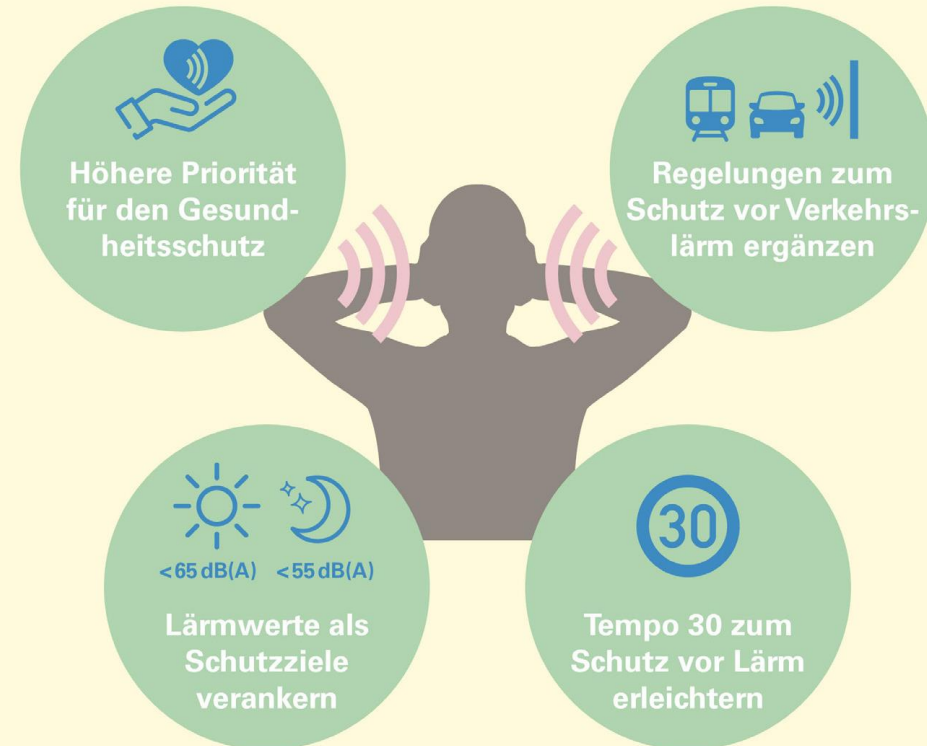 Höhere Priorität
für den Gesund-
heitsschutz
Regelungen zum
Schutz vor Verkehrs-
lärm ergänzen
<65 dB(A) <55 dB(A)
Lärmwerte als
Schutzziele
verankern
30
Tempo 30 zum
Schutz vor Lärm
erleichtern